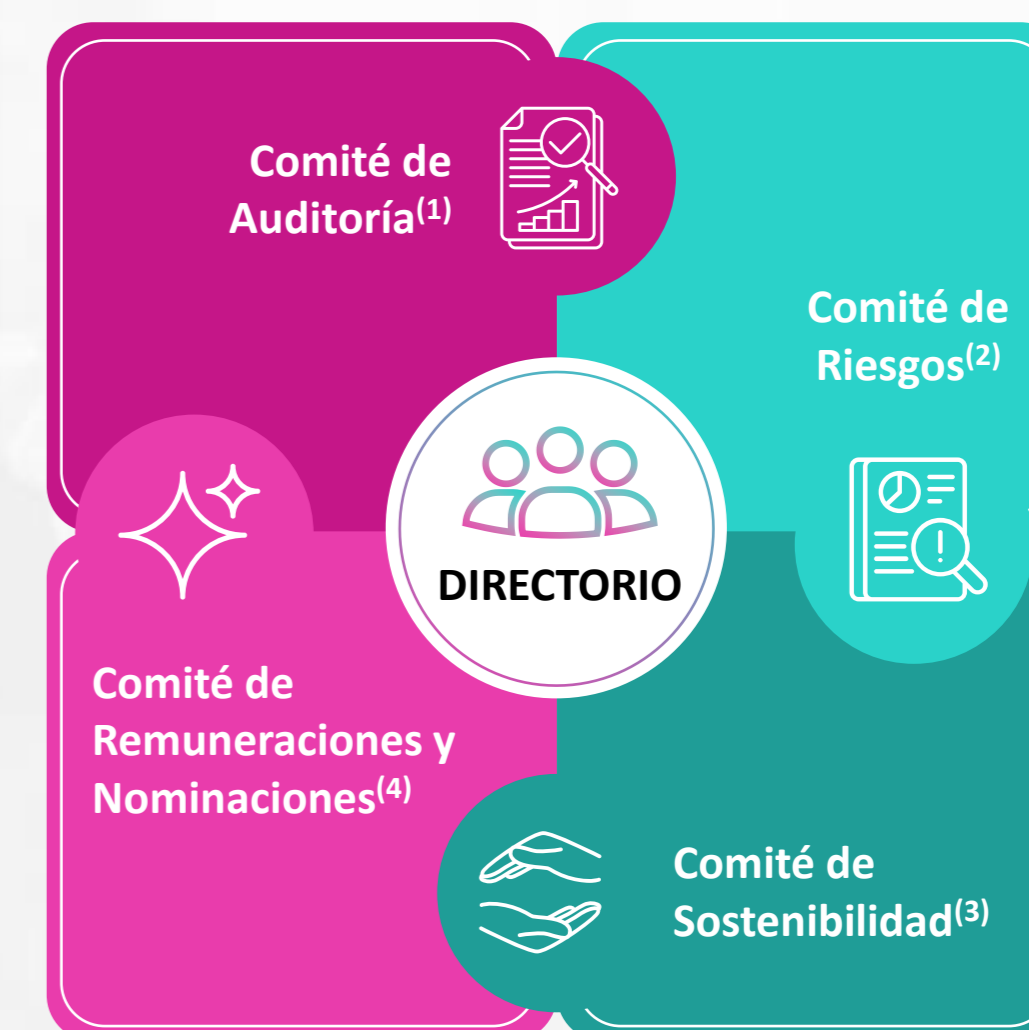 Comité de
Auditoría(1)
Comité de
Riesgos(2)
DIRECTORIO
Comité de
Remuneraciones y
Nominaciones(4)
Comité de
Sostenibilidad(3)